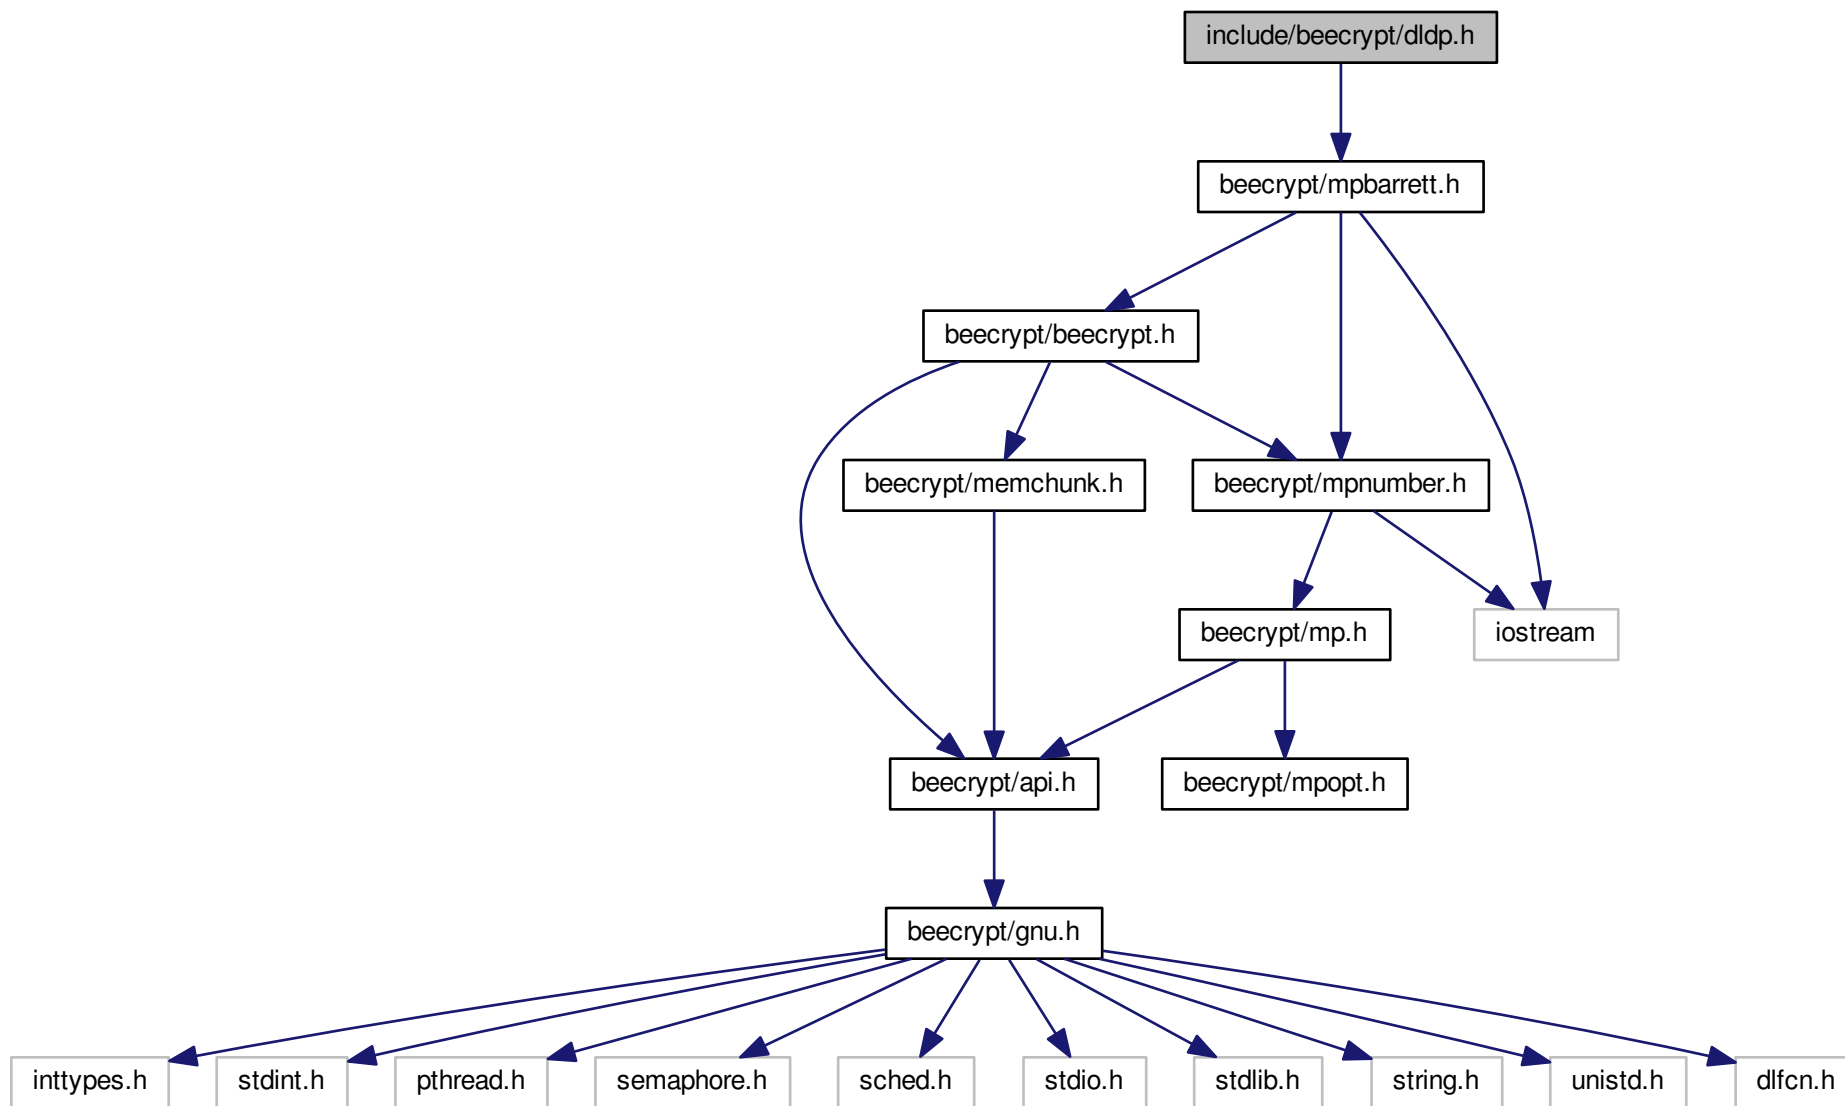 include/beecrypt/dldp.h
beecrypt/mpbarrett.h
beecrypt/beecrypt.h
beecrypt/memchunk.h
beecrypt/mpnumber.h
beecrypt/mp.h
iostream
beecrypt/api.h
beecrypt/mpopt.h
beecrypt/gnu.h
inttypes.h
stdint.h
pthread.h
semaphore.h
sched.h
stdio.h
stdlib.h
string.h
unistd.h
dlfcn.h